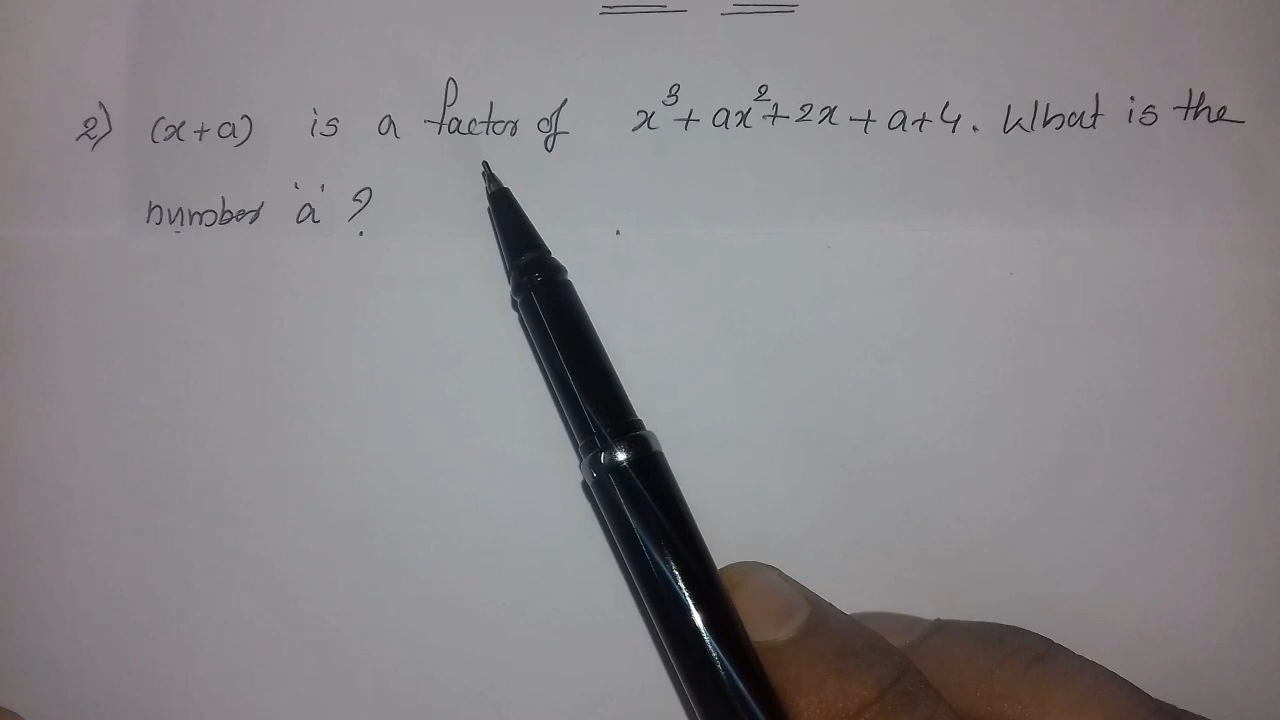 2) (x+a) is a factor of x³+ax²+2x+a+4. What is the
number 'a' ?